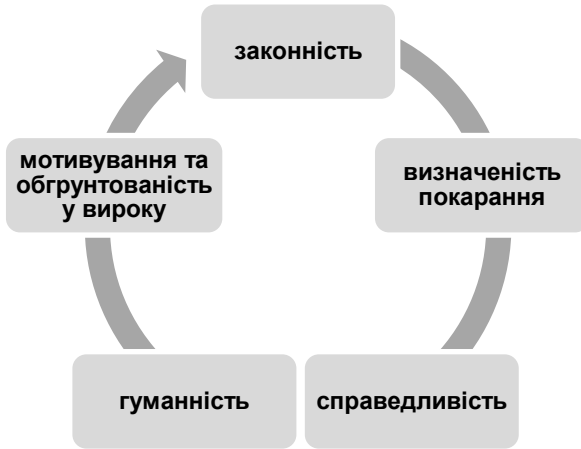 законність
визначеність
покарання
справедливість
гуманність
мотивування та
обгрунтованість
у вироку